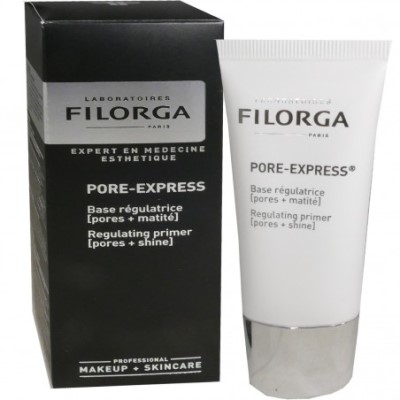 LABORATOIRES
FILORGA
PARIS
EXPERT EN MEDECINE
ESTHETIQUE
PORE-EXPRESS
Base régulatrice
[pores + matité]
Regulating primer
[pores + shine]
PROFESSIONAL
MAKEUP + SKINCARE
LABORATOIRES
FILORGA
PARIS
PORE-EXPRESS®
Base régulatrice
[pores + matité]
Regulating primer
[pores + shine]